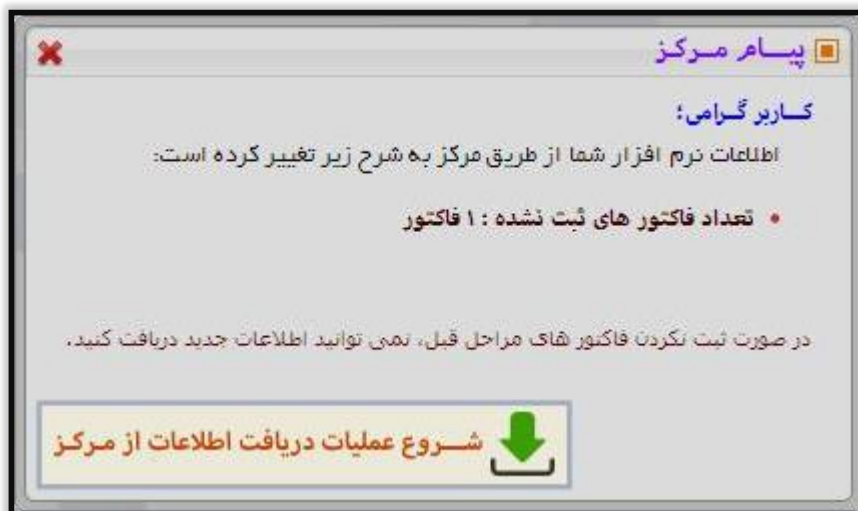 پیام مرکز
کاربر گرامی؛
اطلاعات نرم افزار شما از طریق مرکز به شرح زیر تغییر کرده است:
• تعداد فاکتور های ثبت نشده : ۱ فاکتور
در صورت ثبت نکردن فاکتور های مراحل قبل، نمی توانید اطلاعات جدید دریافت کنید.
شروع عملیات دریافت اطلاعات از مرکز